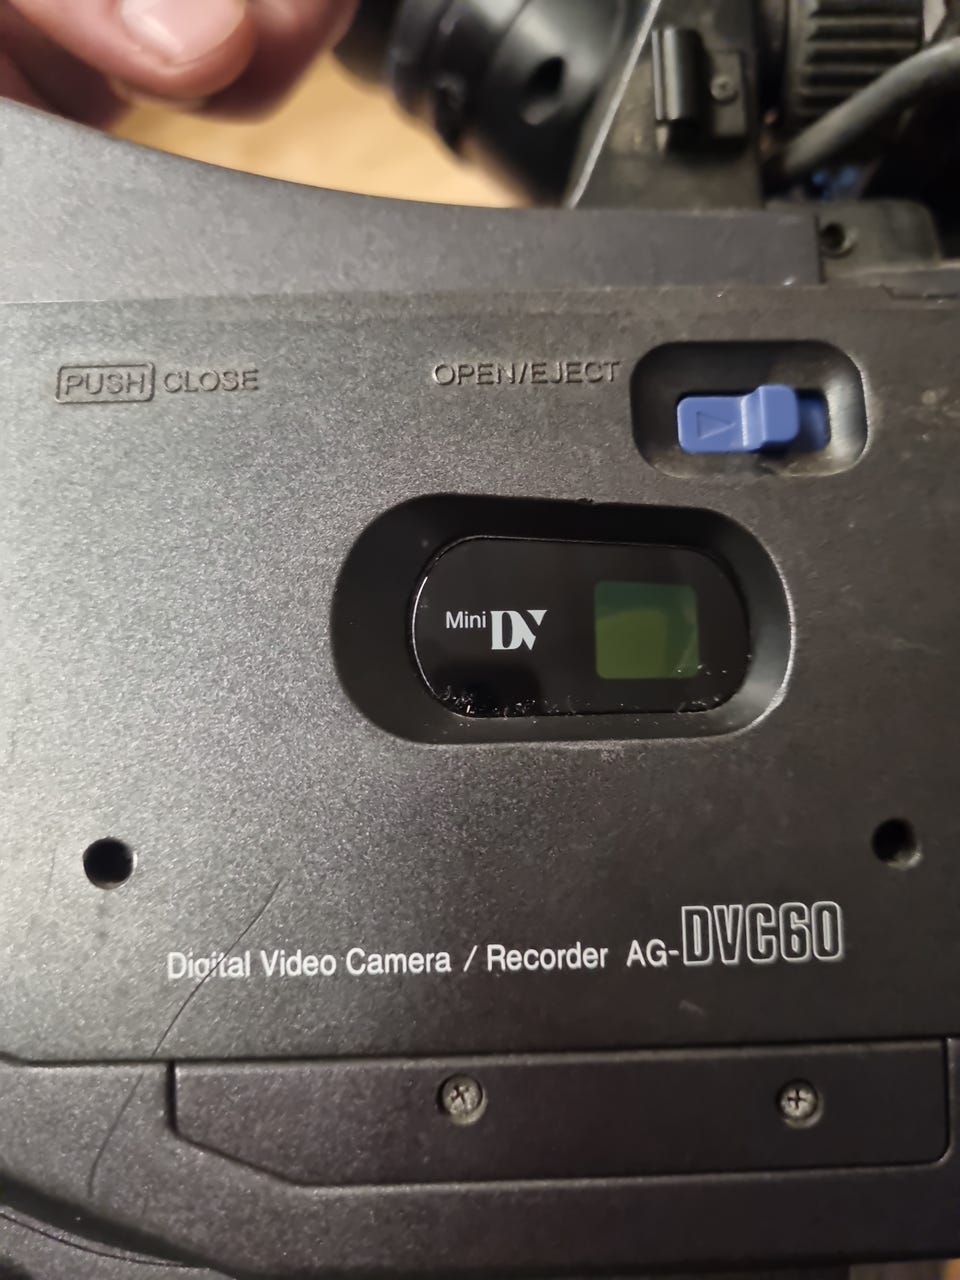 PUSH CLOSE
OPEN/EJECT
Mini DV
Digital Video Camera / Recorder AG-DVC60